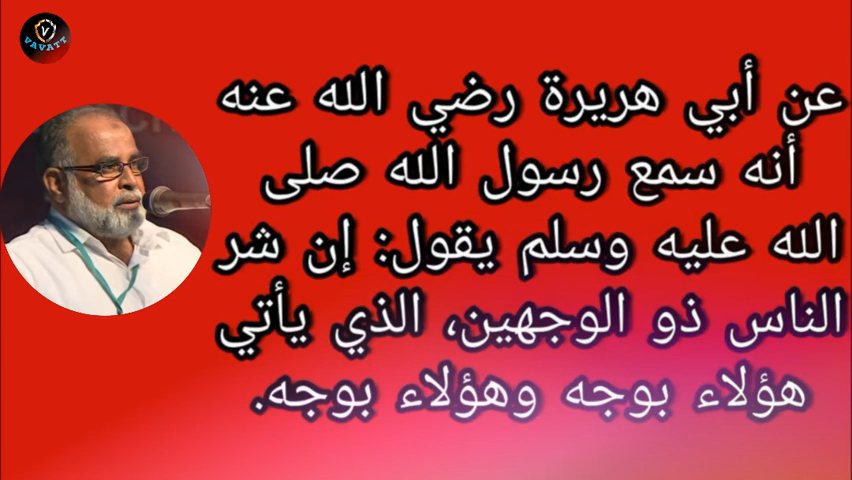 VAVATT
عن أبي هريرة رضي الله عنه
أنه سمع رسول الله صلى
الله عليه وسلم يقول: إن شر
الناس ذو الوجهين، الذي يأتي
هؤلاء بوجه وهؤلاء بوجه.